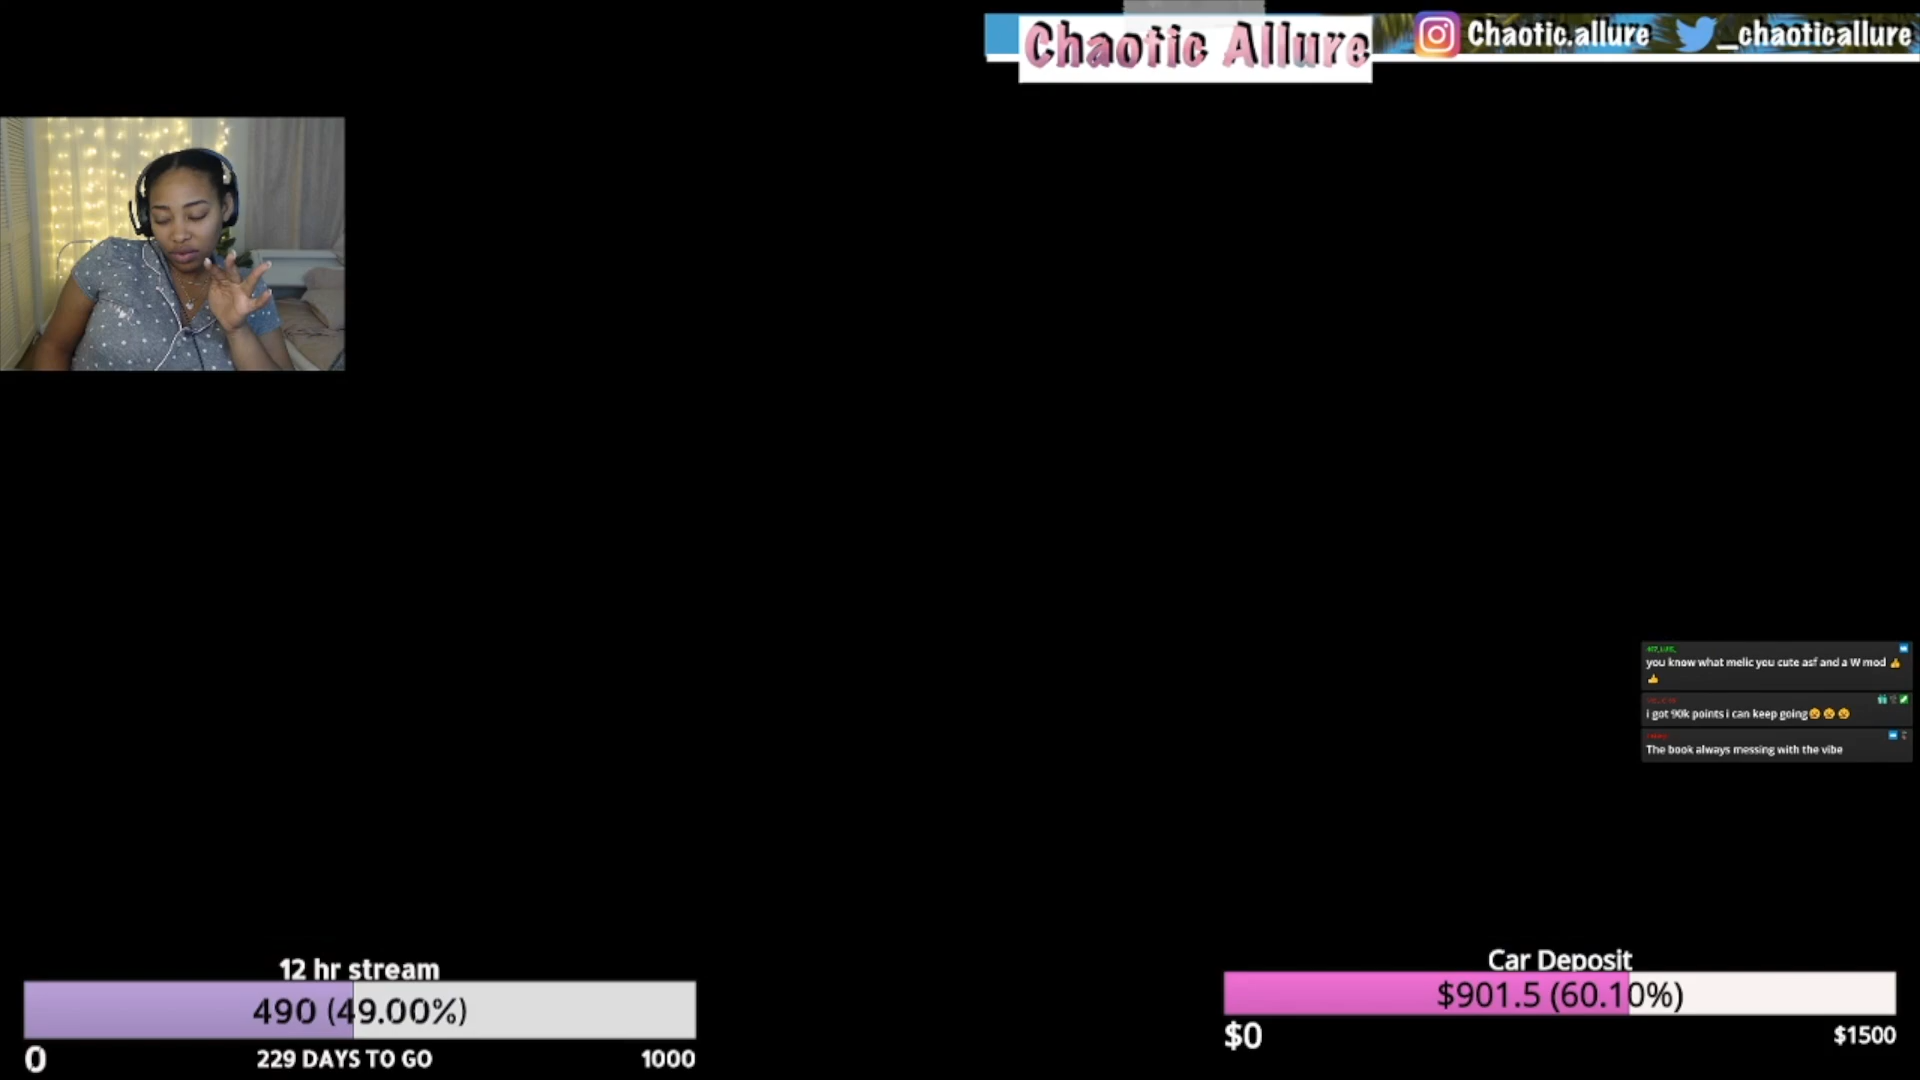 Chaotic Allure
Chaotic.allure
_chaoticallure
you know what melic you cute asf and a W mod 👍
👍
i got 90k points i can keep going
The book always messing with the vibe
12 hr stream
490 (49.00%)
0
229 DAYS TO GO
1000
Car Deposit
$901.5 (60.10%)
$0
$1500